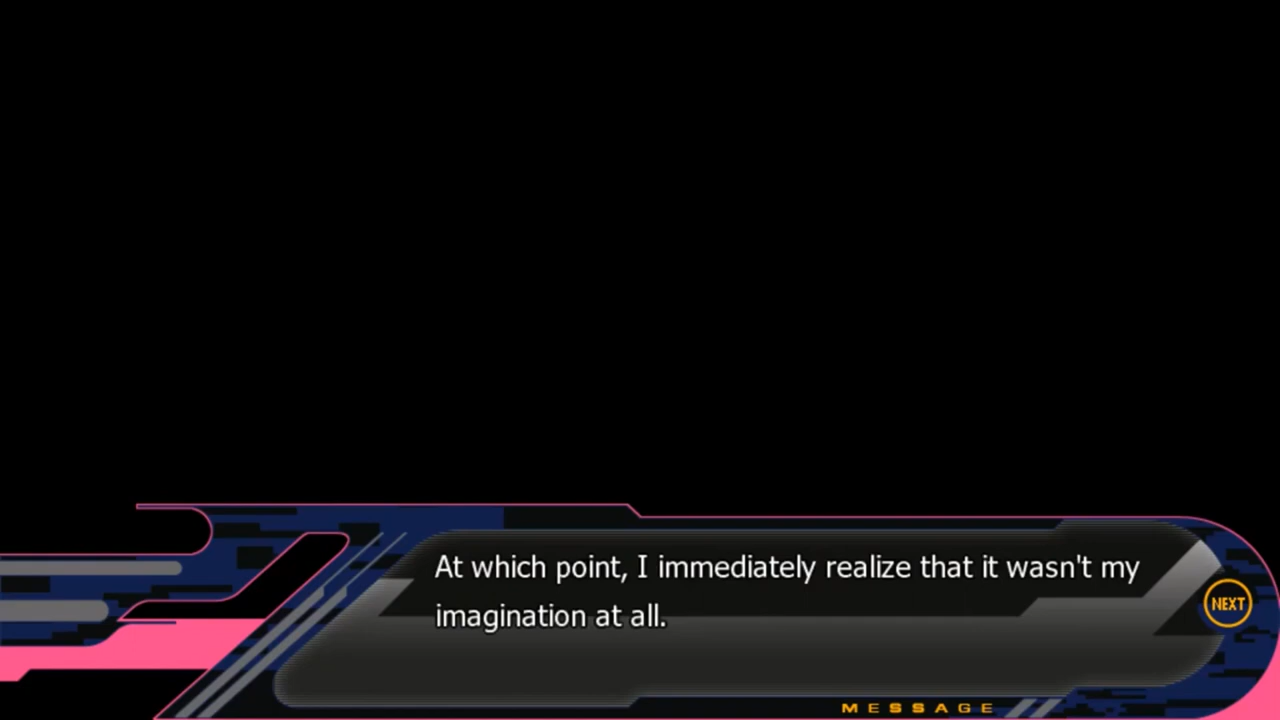 At which point, I immediately realize that it wasn't my
imagination at all.
NEXT
MESSAGE